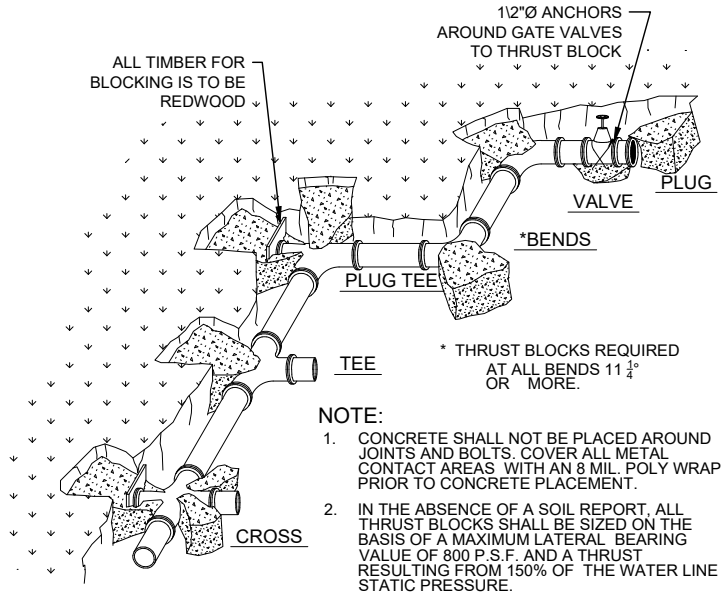 1\2"Ø ANCHORS
AROUND GATE VALVES
TO THRUST BLOCK
ALL TIMBER FOR
BLOCKING IS TO BE
REDWOOD
PLUG
VALVE
*BENDS
PLUG TEE
* THRUST BLOCKS REQUIRED
AT ALL BENDS 11 1/4°
OR MORE.
TEE
NOTE:
1. CONCRETE SHALL NOT BE PLACED AROUND
JOINTS AND BOLTS. COVER ALL METAL
CONTACT AREAS WITH AN 8 MIL. POLY WRAP
PRIOR TO CONCRETE PLACEMENT.
2. IN THE ABSENCE OF A SOIL REPORT, ALL
THRUST BLOCKS SHALL BE SIZED ON THE
BASIS OF A MAXIMUM LATERAL BEARING
VALUE OF 800 P.S.F. AND A THRUST
RESULTING FROM 150% OF THE WATER LINE
STATIC PRESSURE.
CROSS